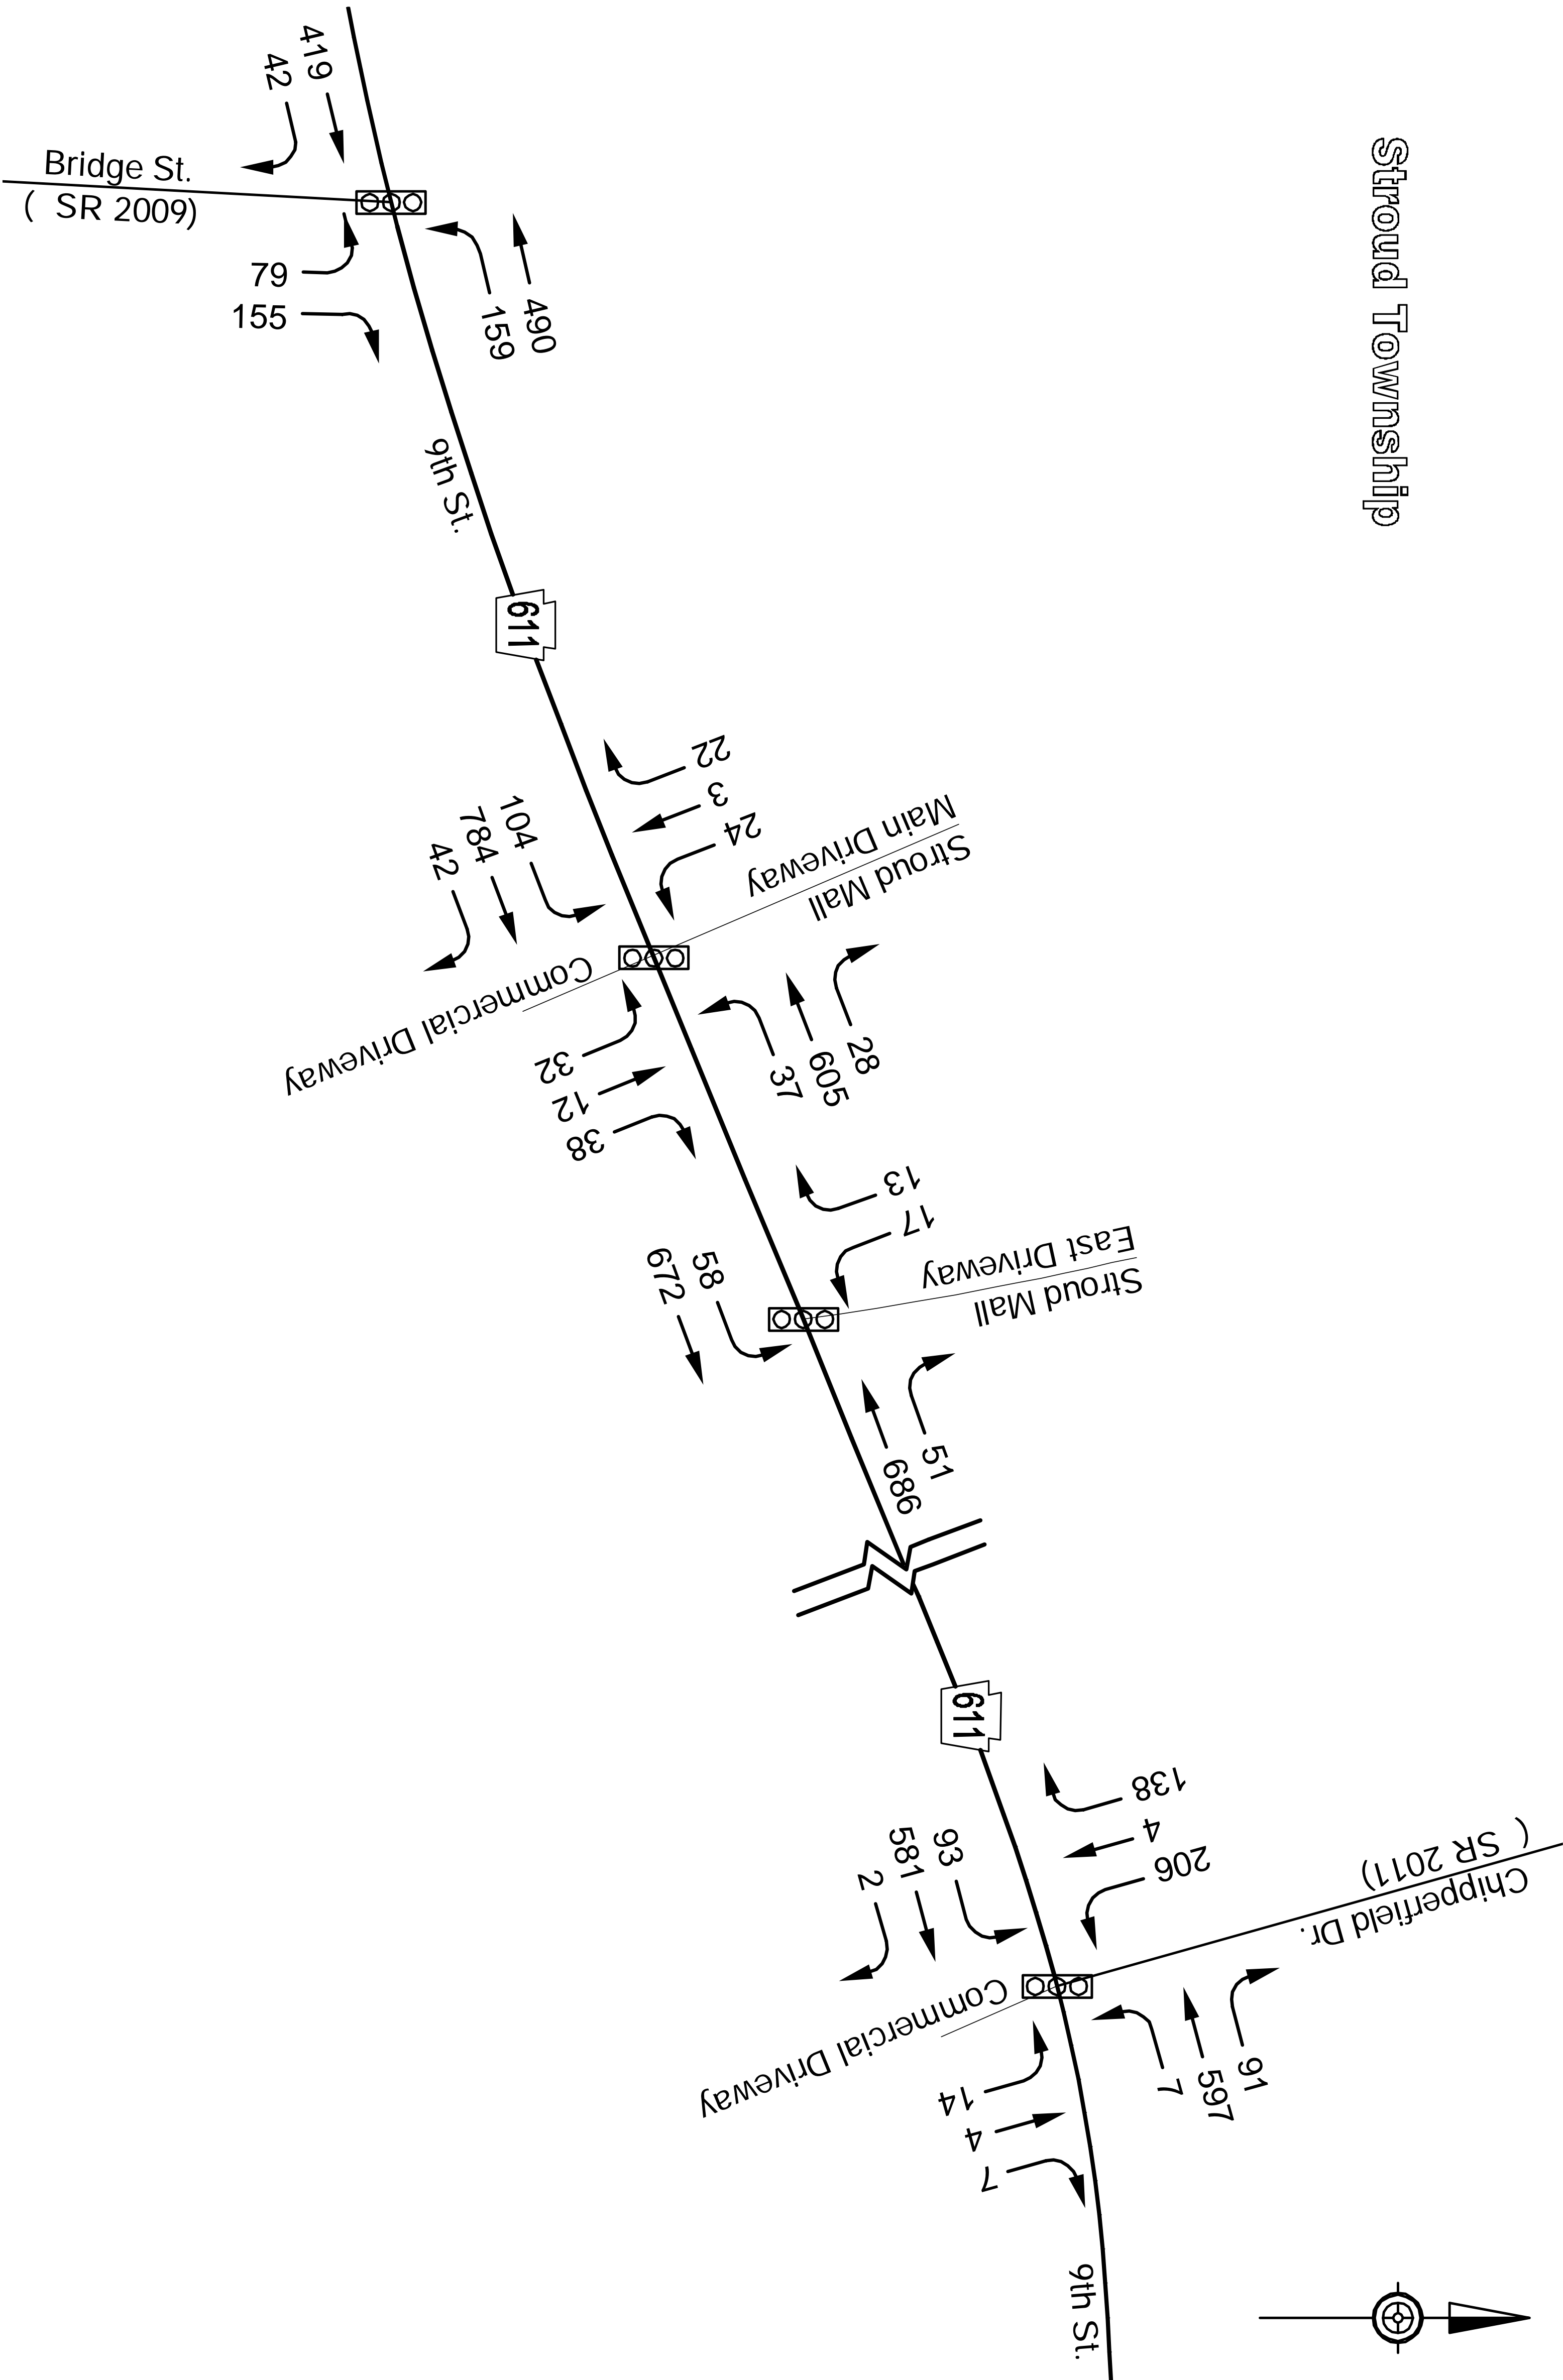 419
42
Bridge St.
( SR 2009)
79
155
159
490
Stroud Township
9th St.
611
22
3
24
104
784
42
Main Driveway
Stroud Mall
Commercial Driveway
32
12
38
37
605
28
13
17
672
58
East Driveway
Stroud Mall
51
686
611
138
4
206
93
581
2
( SR 2011)
Chipperfield Dr.
Commercial Driveway
14
4
7
7
597
91
9th St.